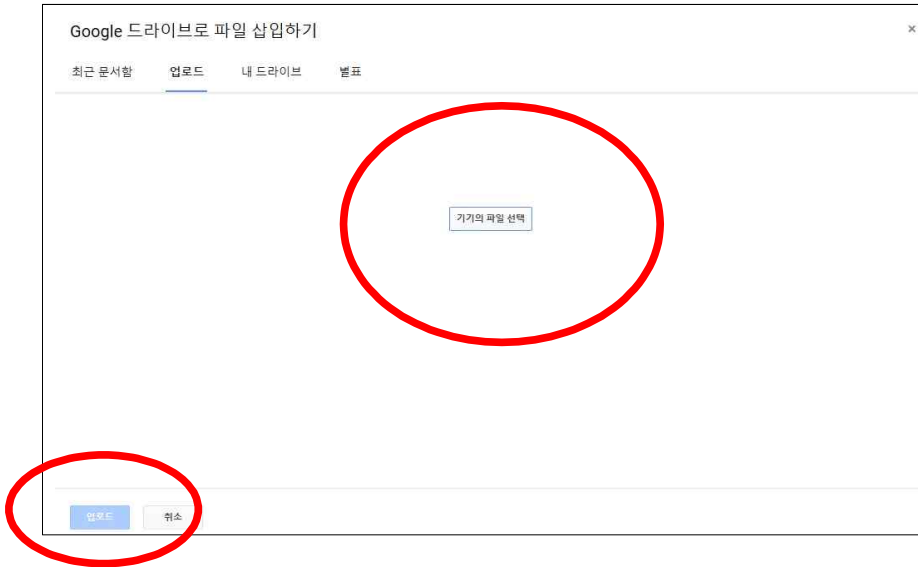 Google 드라이브로 파일 삽입하기
×
최근 문서함 업로드 내 드라이브 별표
기기의 파일 선택
업로드 취소